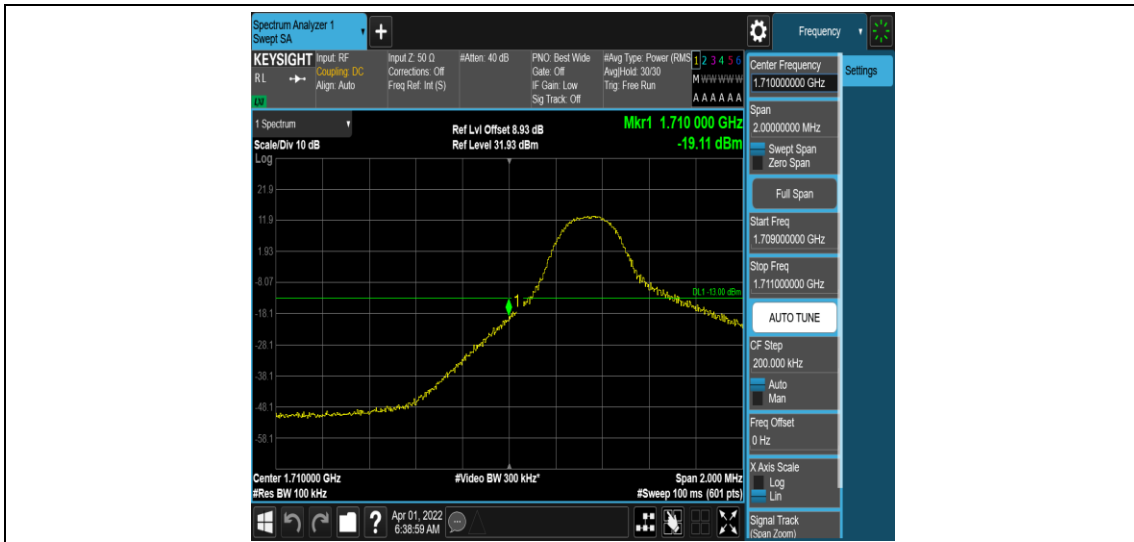 Spectrum Analyzer 1
Swept SA
+
Frequency
KEYSIGHT
RL
LXI
Input: RF
Coupling: DC
Align: Auto
Input Z: 50 Ω
Corrections: Off
Freq Ref: Int (S)
#Atten: 40 dB
PNO: Best Wide
Gate: Off
IF Gain: Low
Sig Track: Off
#Avg Type: Power (RMS
Avg|Hold: 30/30
Trig: Free Run
1 2 3 4 5 6
M W W W W W
A A A A A A
1 Spectrum
Scale/Div 10 dB
Log
Ref Lvl Offset 8.93 dB
Ref Level 31.93 dBm
Mkr1 1.710 000 GHz
-19.11 dBm
21.9
11.9
1.93
-8.07
-18.1
-28.1
-38.1
-48.1
-58.1
DL1 -13.00 dBm
1
Center 1.710000 GHz
#Res BW 100 kHz
#Video BW 300 kHz*
Span 2.000 MHz
#Sweep 100 ms (601 pts)
Center Frequency
1.710000000 GHz
Settings
Span
2.00000000 MHz
Swept Span
Zero Span
Full Span
Start Freq
1.709000000 GHz
Stop Freq
1.711000000 GHz
AUTO TUNE
CF Step
200.000 kHz
Auto
Man
Freq Offset
0 Hz
X Axis Scale
Log
Lin
Signal Track
(Span Zoom)
?
Apr 01, 2022
6:38:59 AM